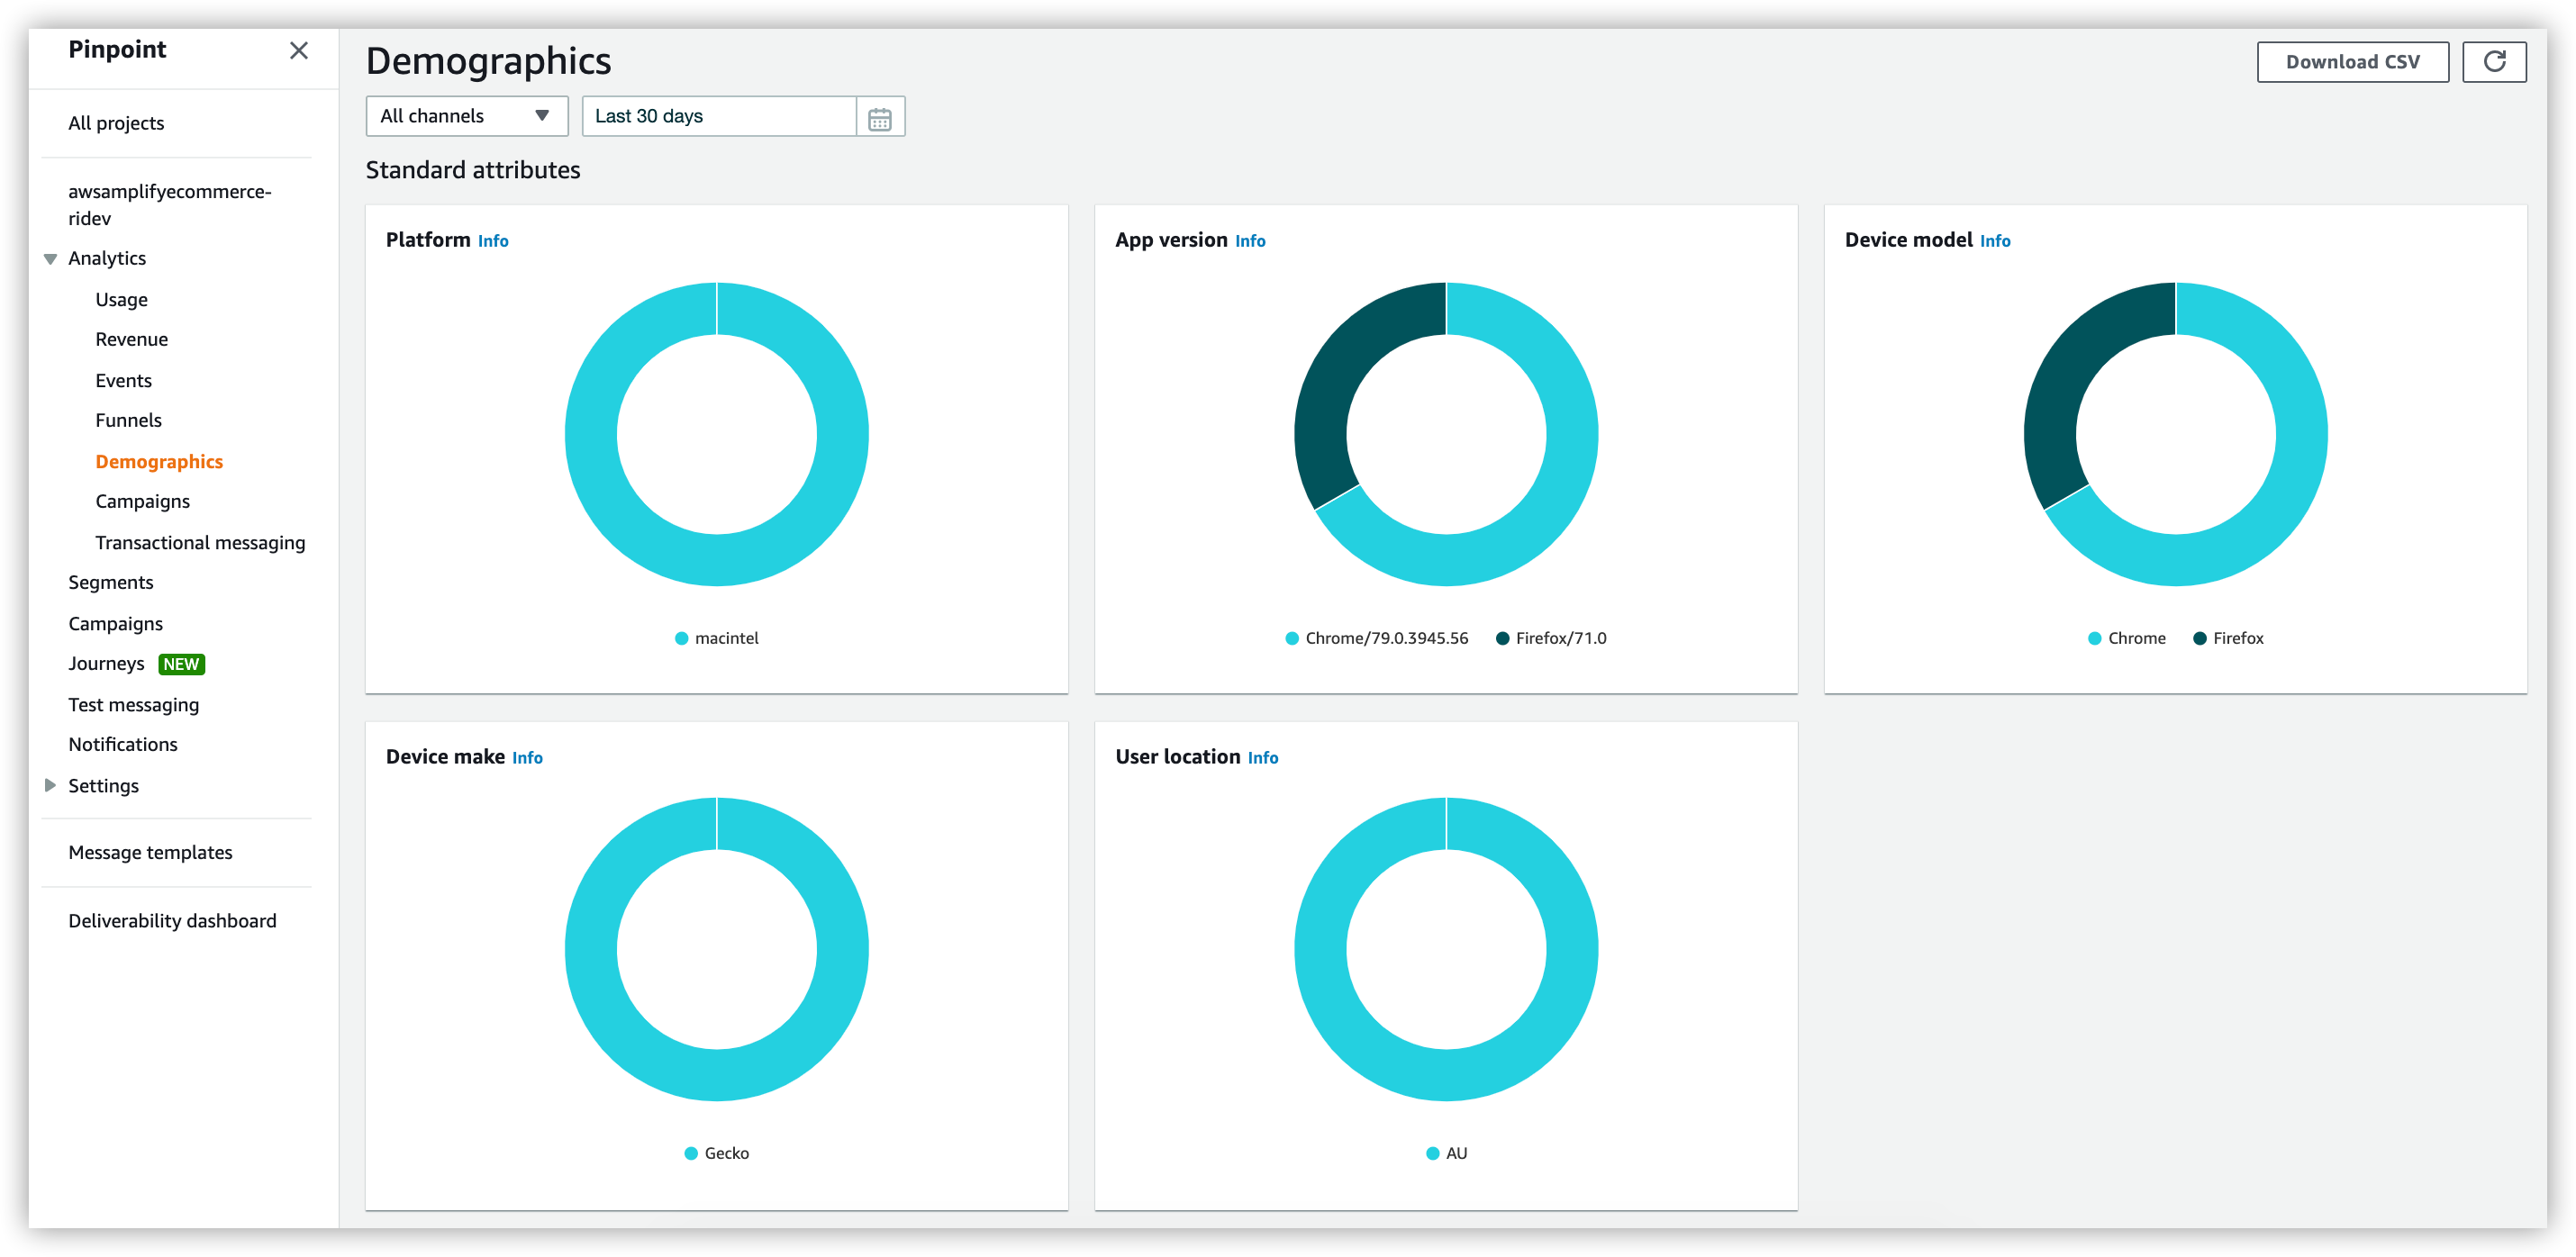 Pinpoint
All projects
awsamplifyecommerce-
ridev
Analytics
Usage
Revenue
Events
Funnels
Demographics
Campaigns
Transactional messaging
Segments
Campaigns
Journeys NEW
Test messaging
Notifications
Settings
Message templates
Deliverability dashboard
Demographics
Download CSV
All channels
Last 30 days
Standard attributes
Platform Info
macintel
App version Info
Chrome/79.0.3945.56 Firefox/71.0
Device model Info
Chrome Firefox
Device make Info
Gecko
User location Info
AU